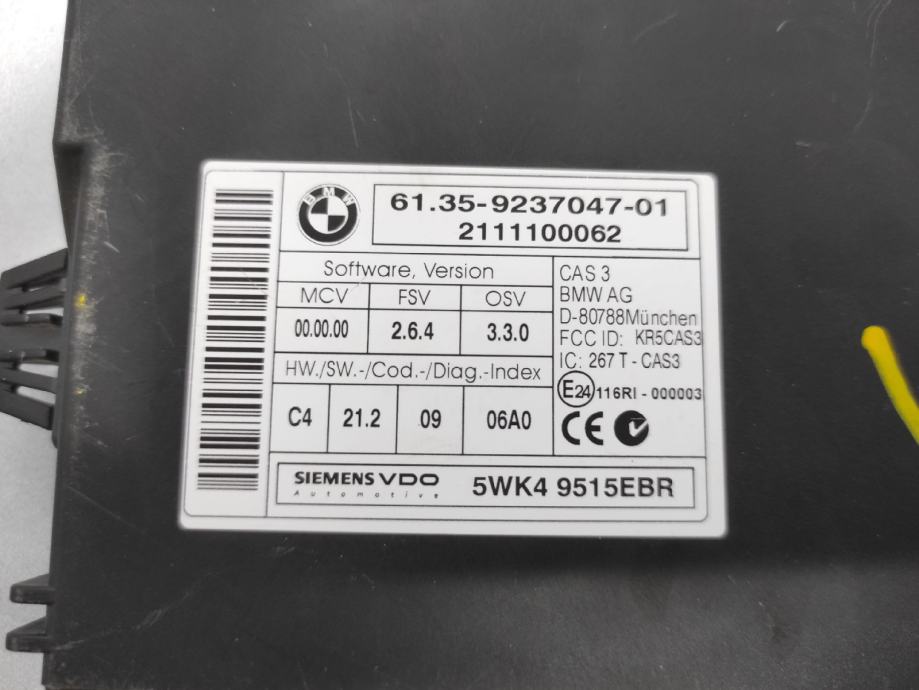 BMW
61.35-9237047-01
2111100062
Software, Version
MCV FSV OSV
00.00.00 2.6.4 3.3.0
HW./SW.-/Cod.-/Diag.-Index
C4 21.2 09 06A0
CAS 3
BMW AG
D-80788München
FCC ID: KR5CAS3
IC: 267 T - CAS3
E24 116RI - 000003
CE
SIEMENS VDO
Automotive
5WK4 9515EBR